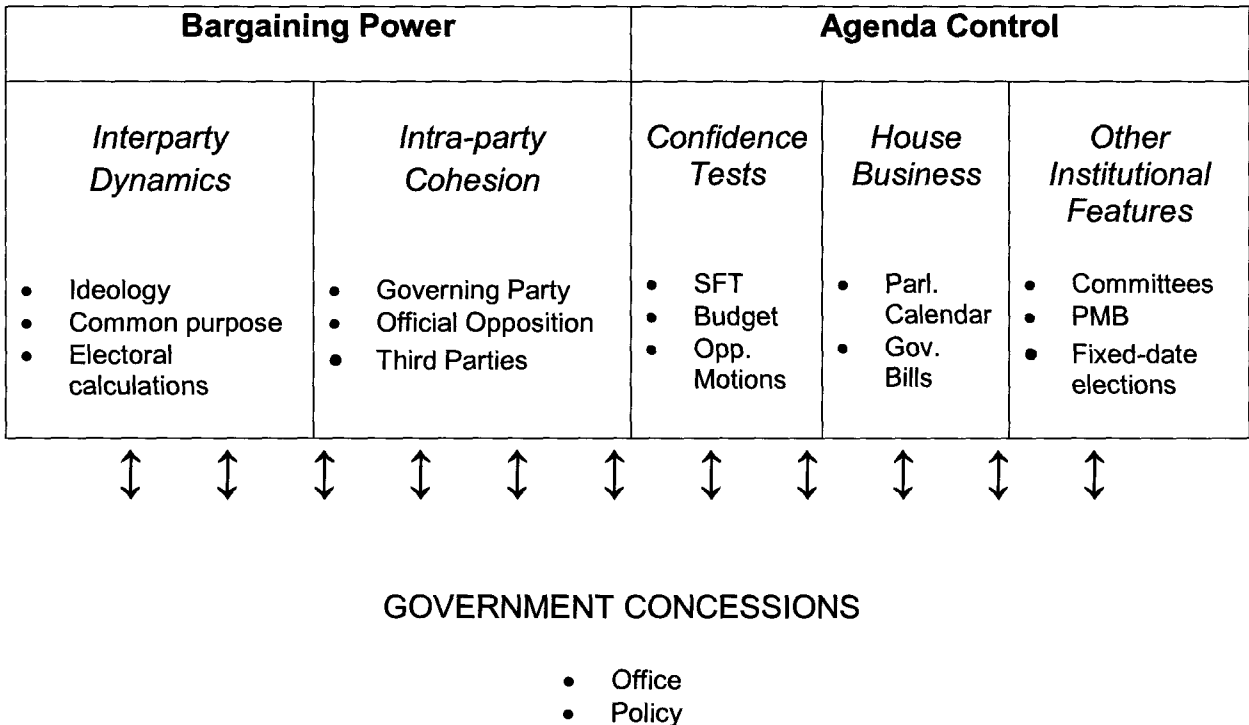 Bargaining Power
Agenda Control
Interparty
Dynamics
• Ideology
• Common purpose
• Electoral
calculations
Intra-party
Cohesion
• Governing Party
• Official Opposition
• Third Parties
Confidence
Tests
• SFT
• Budget
• Opp.
Motions
House
Business
• Parl.
Calendar
• Gov.
Bills
Other
Institutional
Features
• Committees
• PMB
• Fixed-date
elections
GOVERNMENT CONCESSIONS
• Office
• Policy